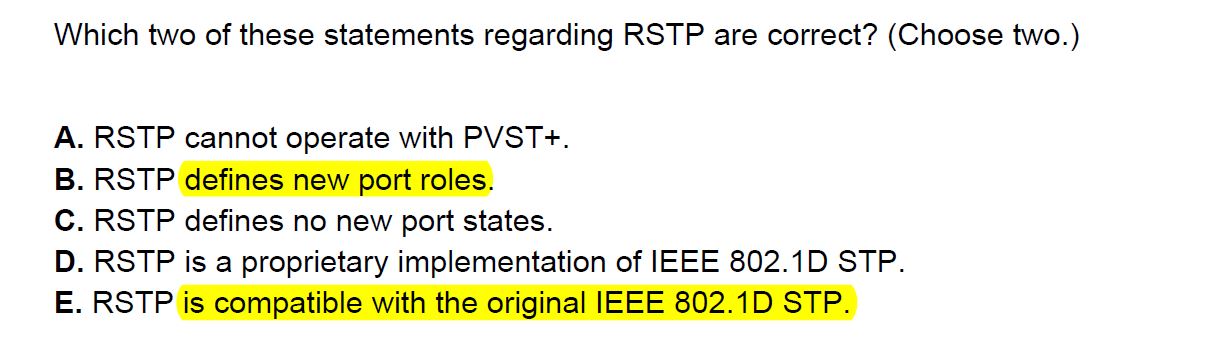 Which two of these statements regarding RSTP are correct? (Choose two.)
A. RSTP cannot operate with PVST+.
B. RSTP defines new port roles.
C. RSTP defines no new port states.
D. RSTP is a proprietary implementation of IEEE 802.1D STP.
E. RSTP is compatible with the original IEEE 802.1D STP.